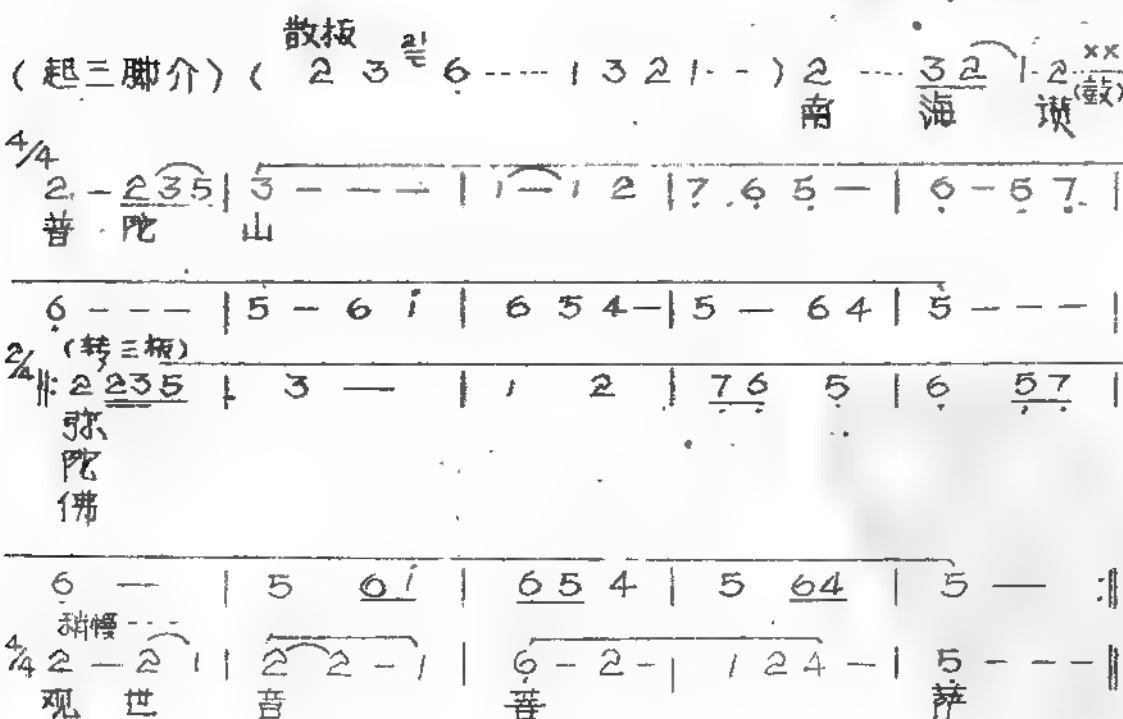 散板
(起三脚介) ( 2 3 21 6 ---- 1 3 2 1 -- ) 2 ---- 3 2 1 2 ××
南 海 讃 (鼓)
4/4
2 - 2 3 5 | 3 - - - | 1 - 1 2 | 7 . 6 5 - | 6 - 5 7 |
普 陀 山
6 - - - | 5 - 6 i | 6 5 4 - | 5 - 6 4 | 5 - - - |
2/4 (转三板)
‖: 2 2 3 5 | 3 — | 1 2 | 7 6 5 | 6 5 7 |
弥
陀
佛
6 — | 5 6 i | 6 5 4 | 5 6 4 | 5 — :‖
稍慢 ----
4/4 2 - 2 1 | 2 2 - 1 | 6 - 2 - | 1 2 4 - | 5 - - - ‖
观 世 音 菩 萨